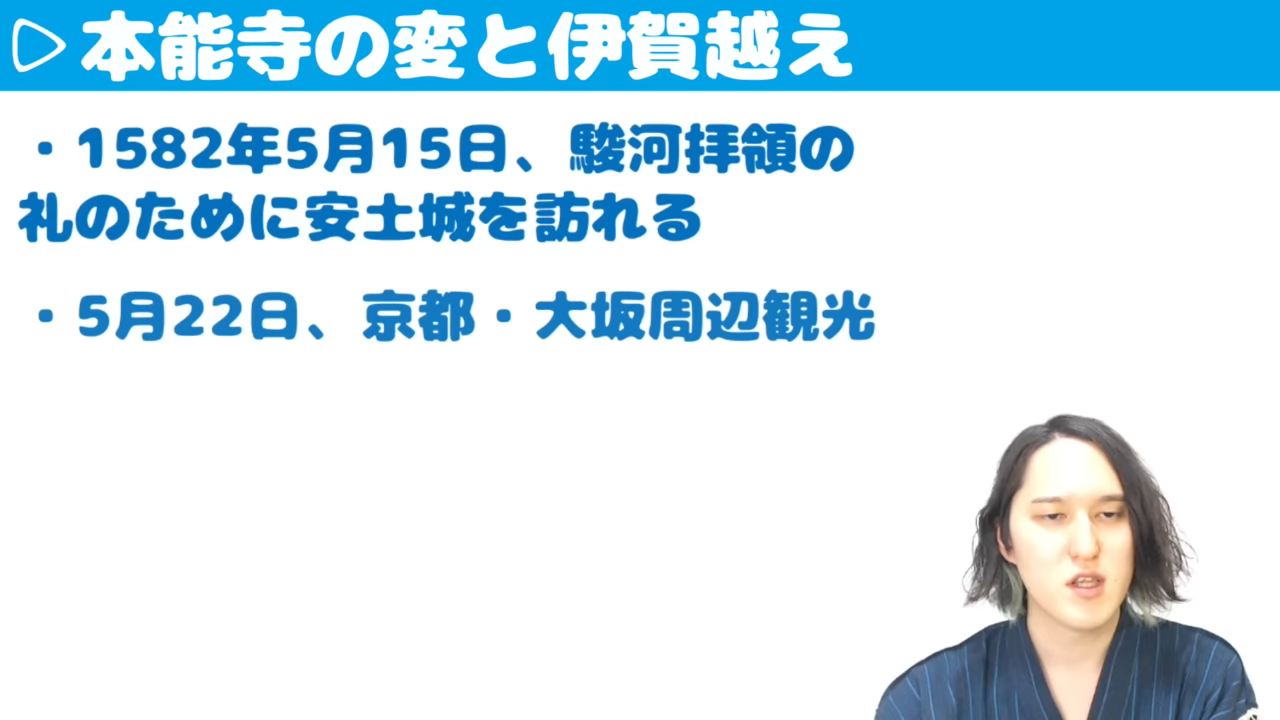 本能寺の変と伊賀越え
・1582年5月15日、駿河拝領の
礼のために安土城を訪れる
・5月22日、京都・大坂周辺観光